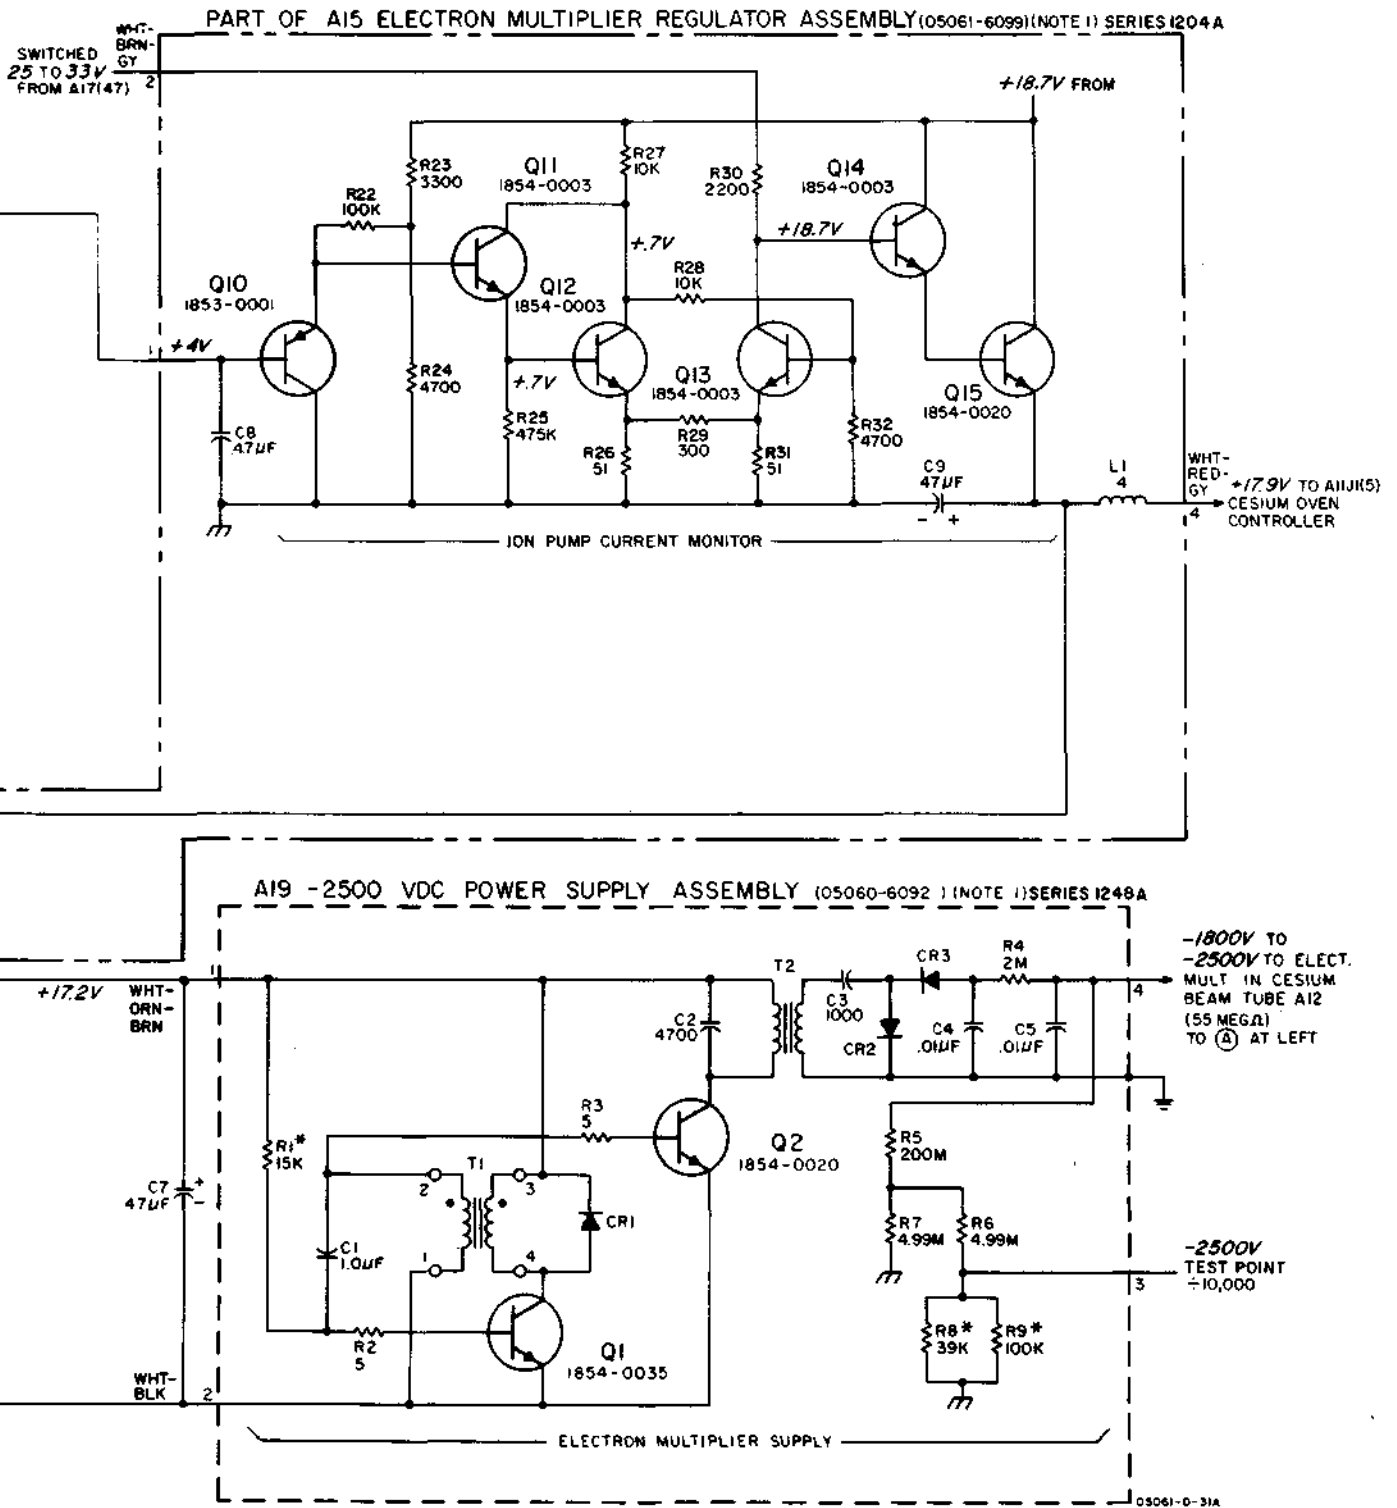 PART OF A15 ELECTRON MULTIPLIER REGULATOR ASSEMBLY (05061-6099) (NOTE 1) SERIES 1204A
WHT-
BRN-
GY
SWITCHED
25 TO 33V
FROM A17(47)
2
+18.7V FROM
R23
3300
Q11
1854-0003
R27
10K
R30
2200
Q14
1854-0003
R22
100K
+18.7V
+.7V
Q10
1853-0001
Q12
1854-0003
R28
10K
1
+4V
R24
4700
+.7V
Q13
1854-0003
Q15
1854-0020
C8
.47µF
R25
475K
R26
51
R29
300
R31
51
R32
4700
C9
47µF
- +
L1
4
WHT-
RED-
GY
4
+17.9V TO A11J1(5)
CESIUM OVEN
CONTROLLER
ION PUMP CURRENT MONITOR
A19 -2500 VDC POWER SUPPLY ASSEMBLY (05060-6092 ) (NOTE 1) SERIES 1248A
+17.2V
WHT-
ORN-
BRN
1
T2
C3
1000
CR3
R4
2M
4
-1800V TO
-2500V TO ELECT.
MULT IN CESIUM
BEAM TUBE A12
(55 MEGΩ)
TO A AT LEFT
C2
4700
CR2
C4
.01µF
C5
.01µF
R1*
15K
R3
5
Q2
1854-0020
R5
200M
C7
47µF
+
-
2
T1
3
CR1
R7
4.99M
R6
4.99M
C1
1.0µF
1
4
-2500V
TEST POINT
÷10,000
3
R2
5
Q1
1854-0035
R8*
39K
R9*
100K
WHT-
BLK
2
ELECTRON MULTIPLIER SUPPLY
05061-D-31A